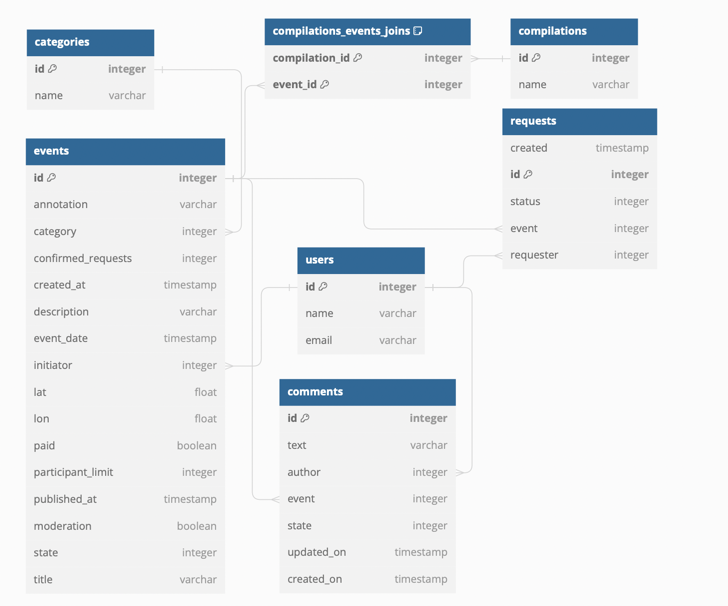 categories
id integer
name varchar
compilations_events_joins
compilation_id integer
event_id integer
compilations
id integer
name varchar
requests
created timestamp
id integer
status integer
event integer
requester integer
events
id integer
annotation varchar
category integer
confirmed_requests integer
created_at timestamp
description varchar
event_date timestamp
initiator integer
lat float
lon float
paid boolean
participant_limit integer
published_at timestamp
moderation boolean
state integer
title varchar
users
id integer
name varchar
email varchar
comments
id integer
text varchar
author integer
event integer
state integer
updated_on timestamp
created_on timestamp